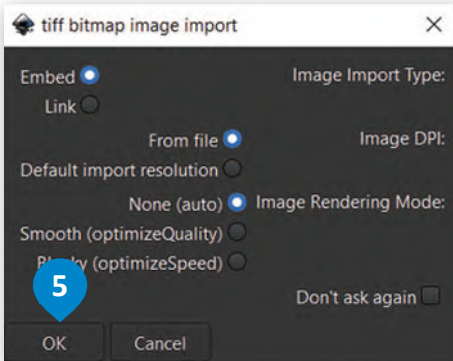 tiff bitmap image import
Embed Image Import Type:
Link
From file Image DPI:
Default import resolution
None (auto) Image Rendering Mode:
Smooth (optimizeQuality)
(optimizeSpeed)
5
Don't ask again
OK Cancel